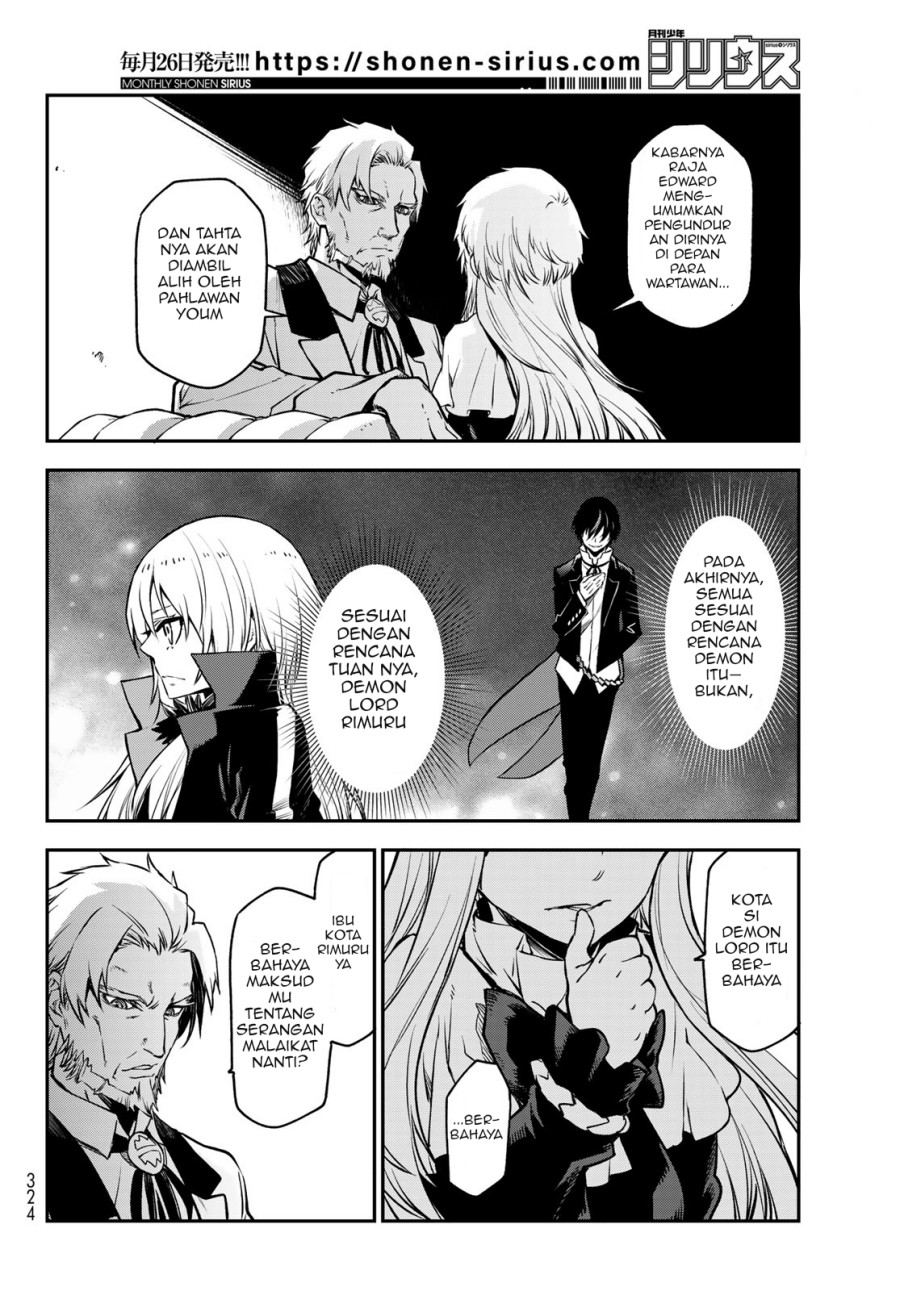 毎月26日発売!!! https://shonen-sirius.com
MONTHLY SHONEN SIRIUS
月刊少年
シリウス
KABARNYA
RAJA
EDWARD
MENG-
UMUMKAN
PENGUNDUR
AN DIRINYA
DI DEPAN
PARA
WARTAWAN...
DAN TAHTA
NYA AKAN
DIAMBIL
ALIH OLEH
PAHLAWAN
YOUM
PADA
AKHIRNYA,
SEMUA
SESUAI
DENGAN
RENCANA
DEMON
ITU—
BUKAN,
SESUAI
DENGAN
RENCANA
TUAN NYA,
DEMON
LORD
RIMURU
KOTA
SI
DEMON
LORD ITU
BER-
BAHAYA
...BER-
BAHAYA
IBU
KOTA
RIMURU
YA
BER-
BAHAYA
MAKSUD
MU
TENTANG
SERANGAN
MALAIKAT
NANTI?
324